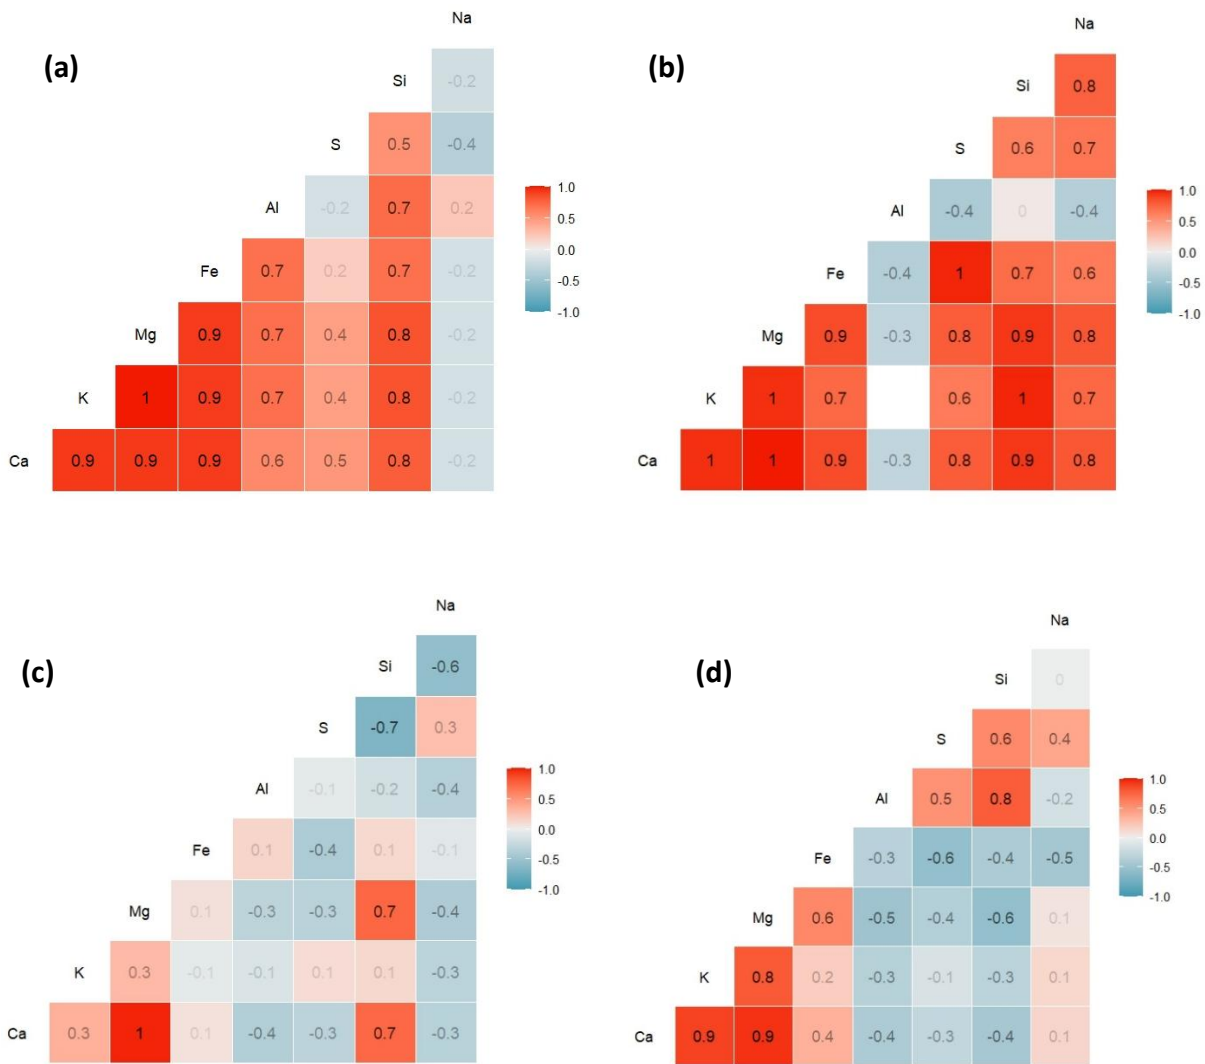 (a)
Na
Si -0.2
S 0.5 -0.4
Al -0.2 0.7 0.2
Fe 0.7 0.2 0.7 -0.2
Mg 0.9 0.7 0.4 0.8 -0.2
K 1 0.9 0.7 0.4 0.8 -0.2
Ca 0.9 0.9 0.9 0.6 0.5 0.8 -0.2
1.0
0.5
0.0
-0.5
-1.0
(b)
Na
Si 0.8
S 0.6 0.7
Al -0.4 0 -0.4
Fe -0.4 1 0.7 0.6
Mg 0.9 -0.3 0.8 0.9 0.8
K 1 0.7 0.6 1 0.7
Ca 1 1 0.9 -0.3 0.8 0.9 0.8
1.0
0.5
0.0
-0.5
-1.0
(c)
Na
Si -0.6
S -0.7 0.3
Al -0.1 -0.2 -0.4
Fe 0.1 -0.4 0.1 -0.1
Mg 0.1 -0.3 -0.3 0.7 -0.4
K 0.3 -0.1 -0.1 0.1 0.1 -0.3
Ca 0.3 1 0.1 -0.4 -0.3 0.7 -0.3
1.0
0.5
0.0
-0.5
-1.0
(d)
Na
Si 0
S 0.6 0.4
Al 0.5 0.8 -0.2
Fe -0.3 -0.6 -0.4 -0.5
Mg 0.6 -0.5 -0.4 -0.6 0.1
K 0.8 0.2 -0.3 -0.1 -0.3 0.1
Ca 0.9 0.9 0.4 -0.4 -0.3 -0.4 0.1
1.0
0.5
0.0
-0.5
-1.0